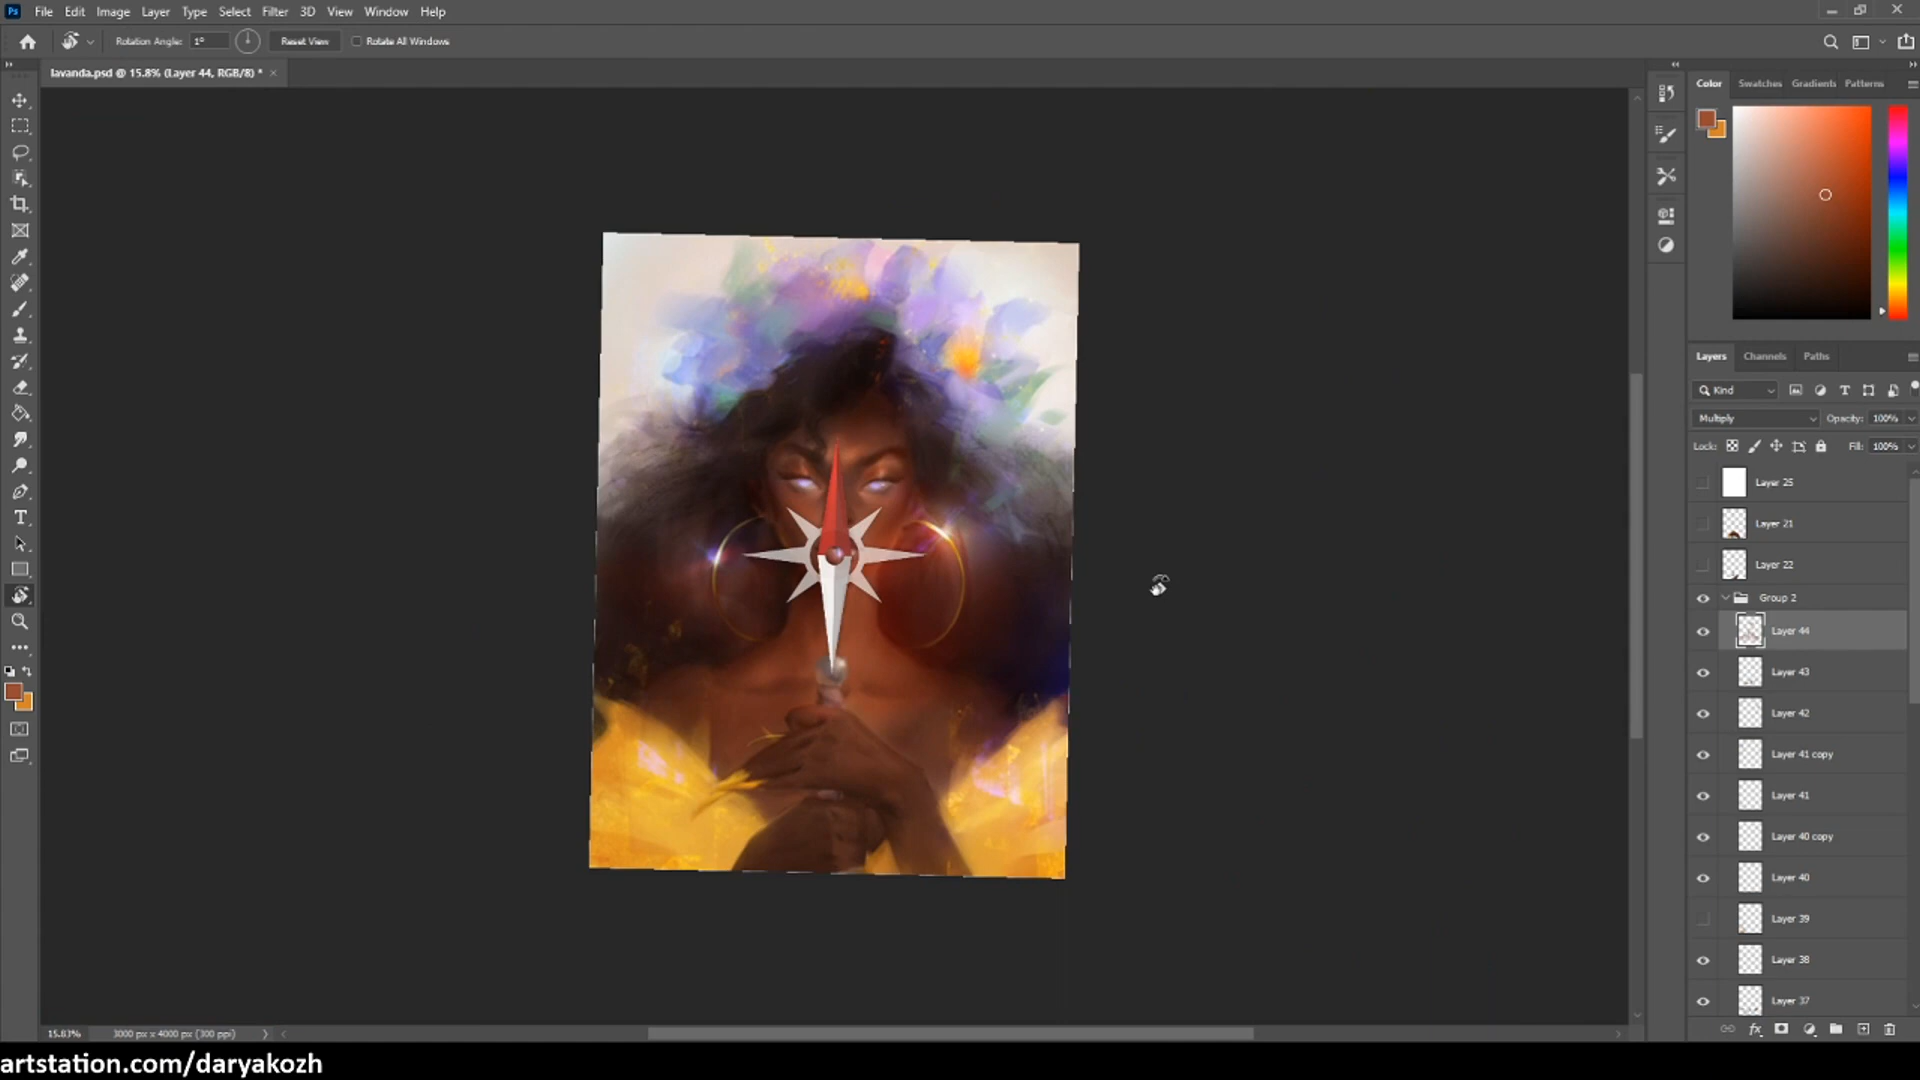 Ps File Edit Image Layer Type Select Filter 3D View Window Help
Rotation Angle: 1° Reset View Rotate All Windows
lavanda.psd @ 15.8% (Layer 44, RGB/8) * ×
Color Swatches Gradients Patterns
Layers Channels Paths
Kind
Multiply Opacity: 100%
Lock: Fill: 100%
Layer 25
Layer 21
Layer 22
Group 2
Layer 44
Layer 43
Layer 42
Layer 41 copy
Layer 41
Layer 40 copy
Layer 40
Layer 39
Layer 38
Layer 37
15.83% 3000 px x 4000 px (300 ppi)
artstation.com/daryakozh